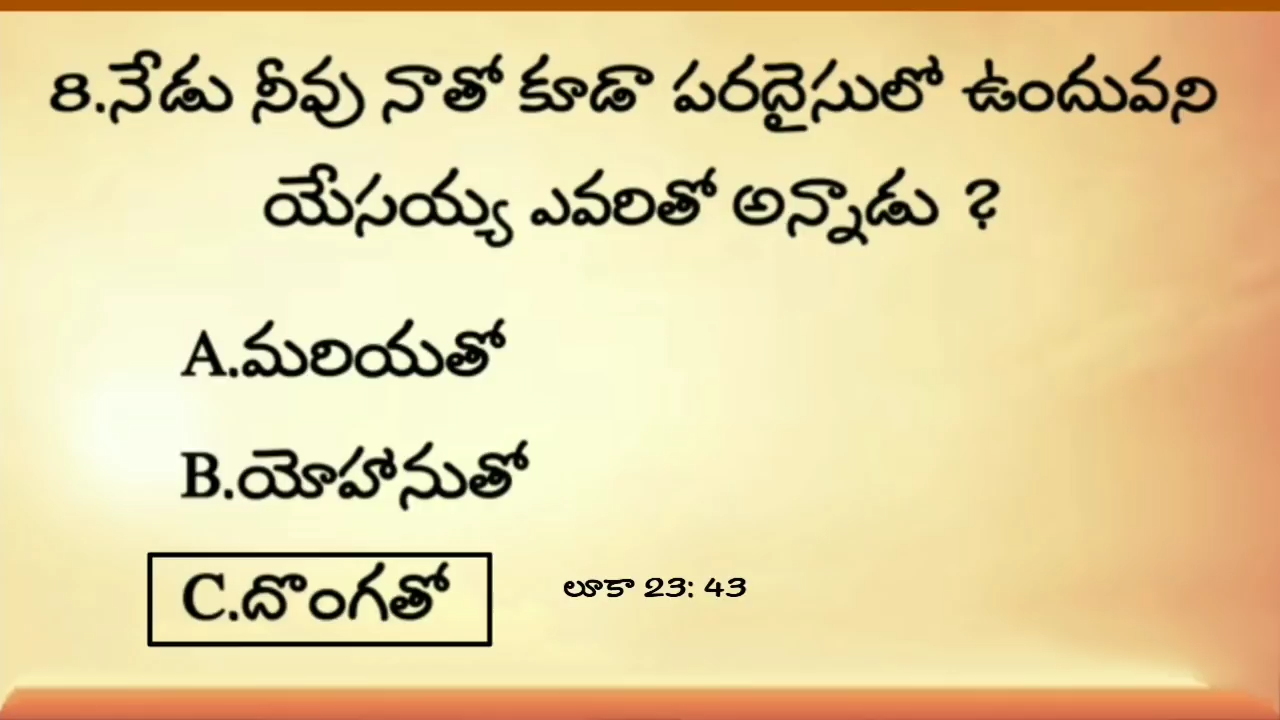 8.నేడు నీవు నాతో కూడా పరదైసులో ఉందువని
యేసయ్య ఎవరితో అన్నాడు ?
A.మరియతో
B.యోహానుతో
C.దొంగతో
లూకా 23: 43